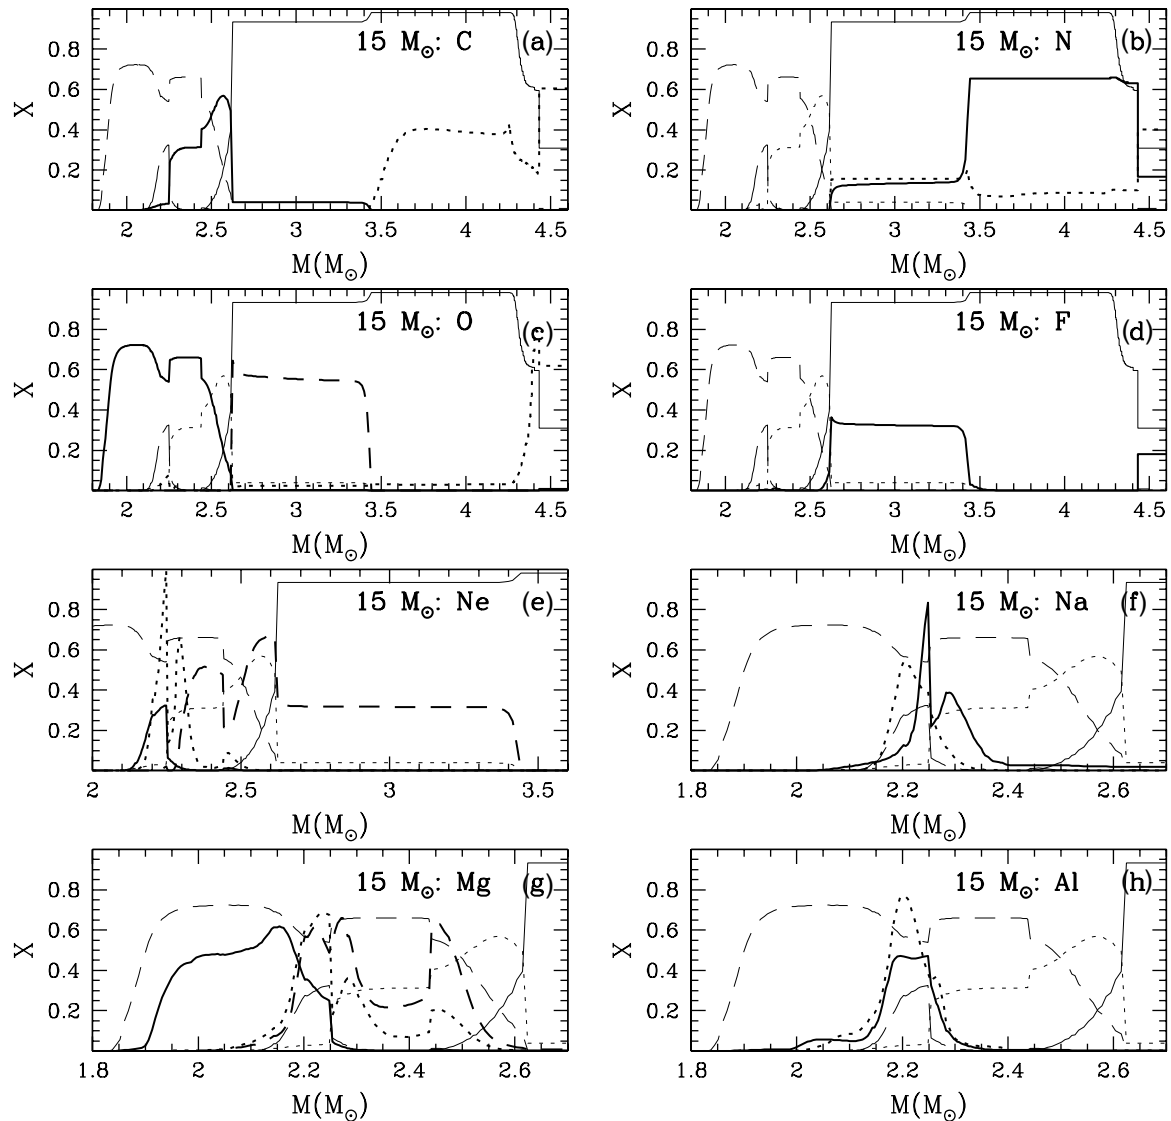 15 M☉: C (a)
X
0.8
0.6
0.4
0.2
2 2.5 3 3.5 4 4.5
M(M☉)
15 M☉: N (b)
X
0.8
0.6
0.4
0.2
2 2.5 3 3.5 4 4.5
M(M☉)
15 M☉: O (c)
X
0.8
0.6
0.4
0.2
2 2.5 3 3.5 4 4.5
M(M☉)
15 M☉: F (d)
X
0.8
0.6
0.4
0.2
2 2.5 3 3.5 4 4.5
M(M☉)
15 M☉: Ne (e)
X
0.8
0.6
0.4
0.2
2 2.5 3 3.5
M(M☉)
15 M☉: Na (f)
X
0.8
0.6
0.4
0.2
1.8 2 2.2 2.4 2.6
M(M☉)
15 M☉: Mg (g)
X
0.8
0.6
0.4
0.2
1.8 2 2.2 2.4 2.6
M(M☉)
15 M☉: Al (h)
X
0.8
0.6
0.4
0.2
1.8 2 2.2 2.4 2.6
M(M☉)